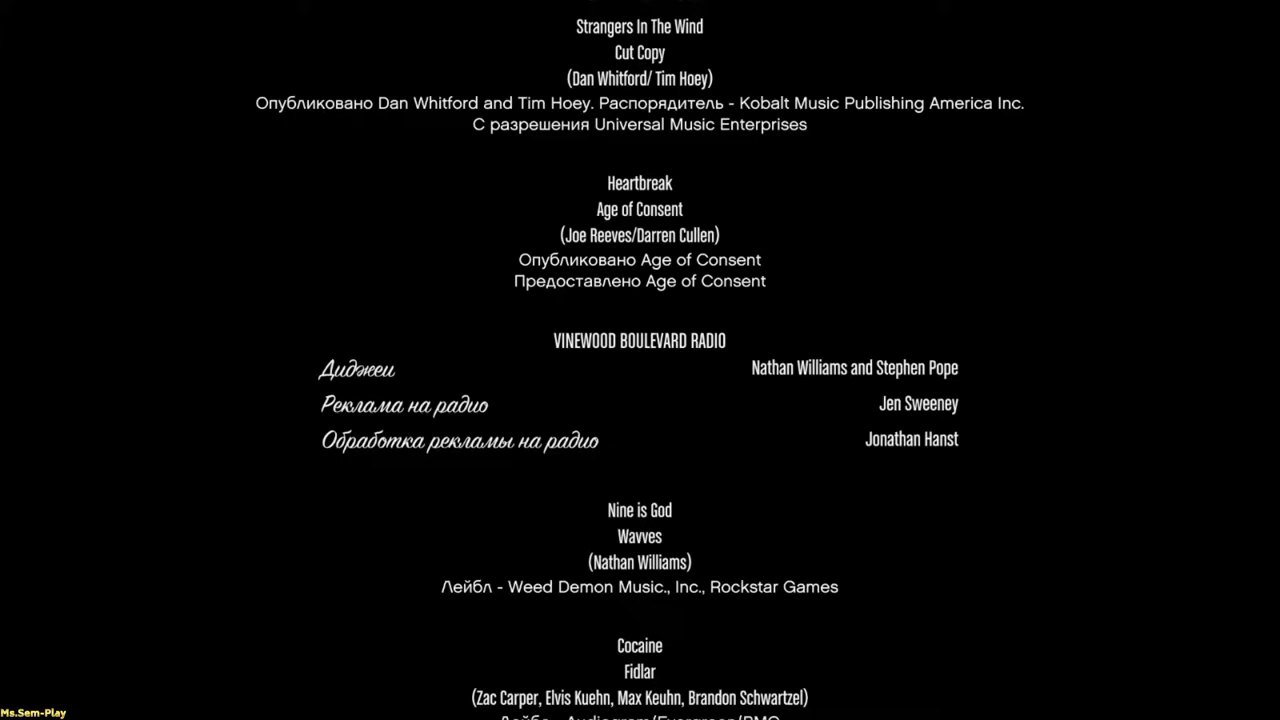 Strangers In The Wind
Cut Copy
(Dan Whitford/ Tim Hoey)
Опубликовано Dan Whitford and Tim Hoey. Распорядитель - Kobalt Music Publishing America Inc.
С разрешения Universal Music Enterprises
Heartbreak
Age of Consent
(Joe Reeves/Darren Cullen)
Опубликовано Age of Consent
Предоставлено Age of Consent
VINEWOOD BOULEVARD RADIO
Диджеи Nathan Williams and Stephen Pope
Реклама на радио Jen Sweeney
Обработка рекламы на радио Jonathan Hanst
Nine is God
Wavves
(Nathan Williams)
Лейбл - Weed Demon Music., Inc., Rockstar Games
Cocaine
Fidlar
(Zac Carper, Elvis Kuehn, Max Keuhn, Brandon Schwartzel)
Лейбл - Audiogram/Evergreen/BMG
Ms.Sem-Play